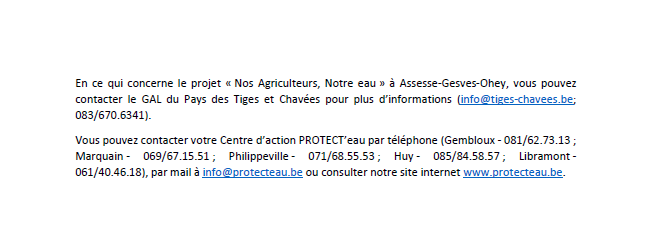 En ce qui concerne le projet « Nos Agriculteurs, Notre eau » à Assesse-Gesves-Ohey, vous pouvez
contacter le GAL du Pays des Tiges et Chavées pour plus d’informations (info@tiges-chavees.be;
083/670.6341).
Vous pouvez contacter votre Centre d’action PROTECT’eau par téléphone (Gembloux - 081/62.73.13 ;
Marquain - 069/67.15.51 ; Philippeville - 071/68.55.53 ; Huy - 085/84.58.57 ; Libramont -
061/40.46.18), par mail à info@protecteau.be ou consulter notre site internet www.protecteau.be.